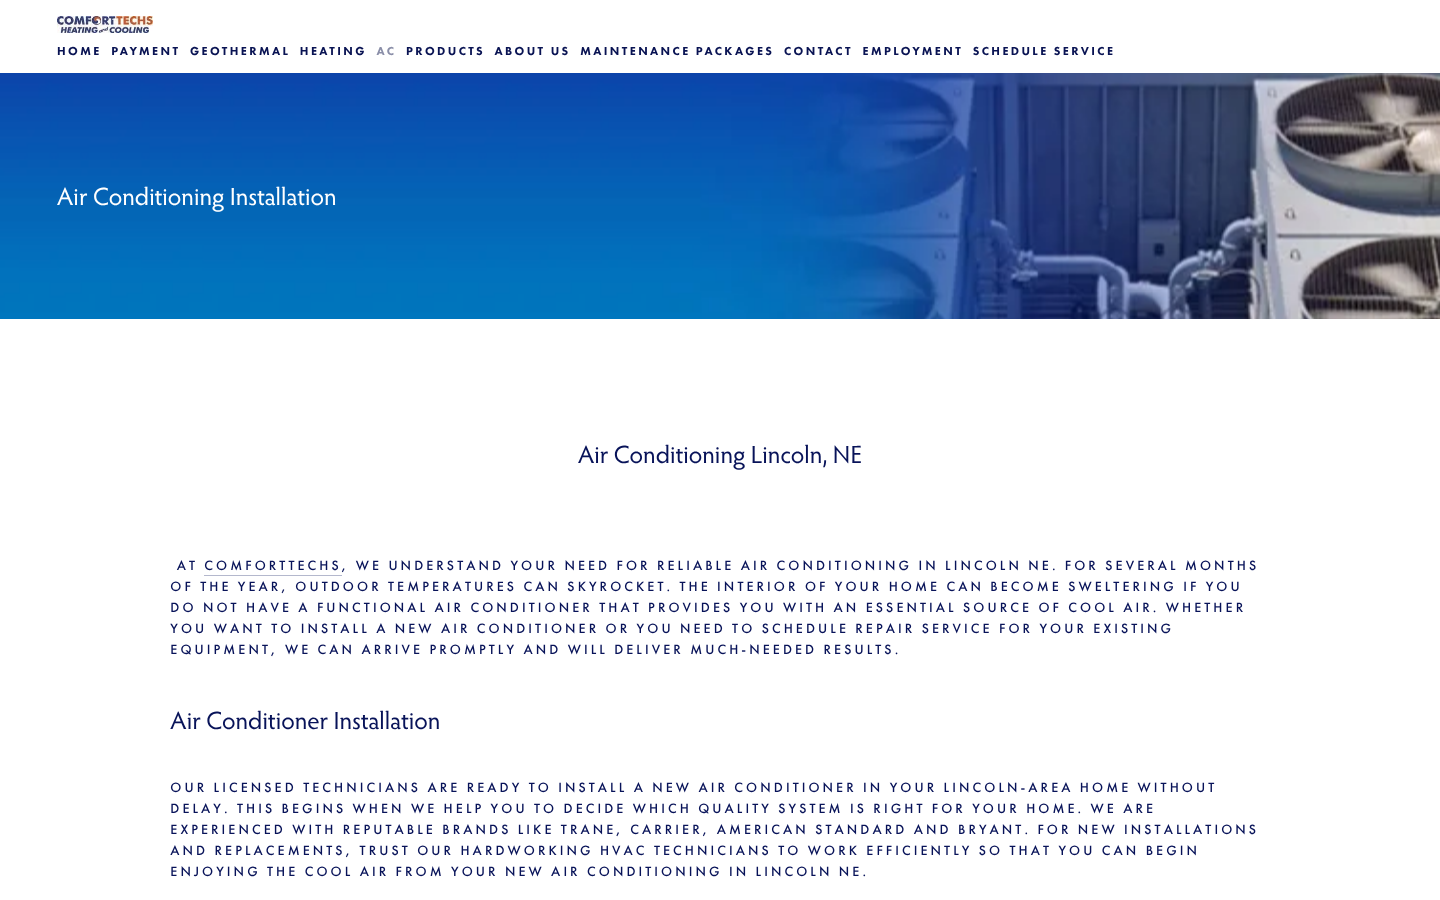 COMFORTTECHS
HEATING and COOLING
HOME PAYMENT GEOTHERMAL HEATING AC PRODUCTS ABOUT US MAINTENANCE PACKAGES CONTACT EMPLOYMENT SCHEDULE SERVICE
Air Conditioning Installation
Air Conditioning Lincoln, NE
AT COMFORTTECHS, WE UNDERSTAND YOUR NEED FOR RELIABLE AIR CONDITIONING IN LINCOLN NE. FOR SEVERAL MONTHS
OF THE YEAR, OUTDOOR TEMPERATURES CAN SKYROCKET. THE INTERIOR OF YOUR HOME CAN BECOME SWELTERING IF YOU
DO NOT HAVE A FUNCTIONAL AIR CONDITIONER THAT PROVIDES YOU WITH AN ESSENTIAL SOURCE OF COOL AIR. WHETHER
YOU WANT TO INSTALL A NEW AIR CONDITIONER OR YOU NEED TO SCHEDULE REPAIR SERVICE FOR YOUR EXISTING
EQUIPMENT, WE CAN ARRIVE PROMPTLY AND WILL DELIVER MUCH-NEEDED RESULTS.
Air Conditioner Installation
OUR LICENSED TECHNICIANS ARE READY TO INSTALL A NEW AIR CONDITIONER IN YOUR LINCOLN-AREA HOME WITHOUT
DELAY. THIS BEGINS WHEN WE HELP YOU TO DECIDE WHICH QUALITY SYSTEM IS RIGHT FOR YOUR HOME. WE ARE
EXPERIENCED WITH REPUTABLE BRANDS LIKE TRANE, CARRIER, AMERICAN STANDARD AND BRYANT. FOR NEW INSTALLATIONS
AND REPLACEMENTS, TRUST OUR HARDWORKING HVAC TECHNICIANS TO WORK EFFICIENTLY SO THAT YOU CAN BEGIN
ENJOYING THE COOL AIR FROM YOUR NEW AIR CONDITIONING IN LINCOLN NE.